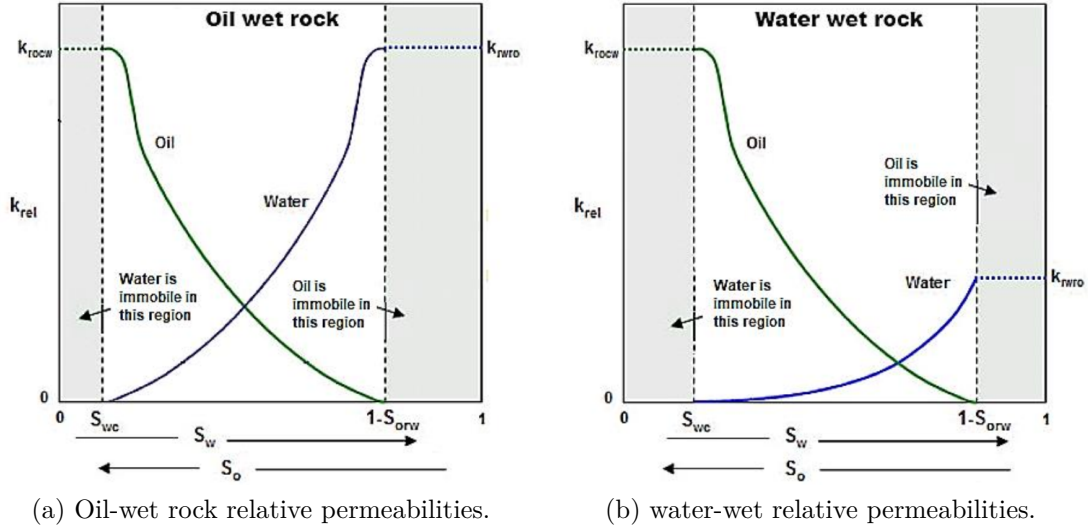 Oil wet rock
k_rocw
k_rwro
Oil
Water
k_rel
Water is
immobile in
this region
Oil is
immobile in
this region
0
0
S_wc
1-S_orw
1
S_w
S_o
(a) Oil-wet rock relative permeabilities.
Water wet rock
k_rocw
Oil
Oil is
immobile in
this region
k_rel
Water is
immobile in
this region
Water
k_rwro
0
0
S_wc
1-S_orw
1
S_w
S_o
(b) water-wet relative permeabilities.